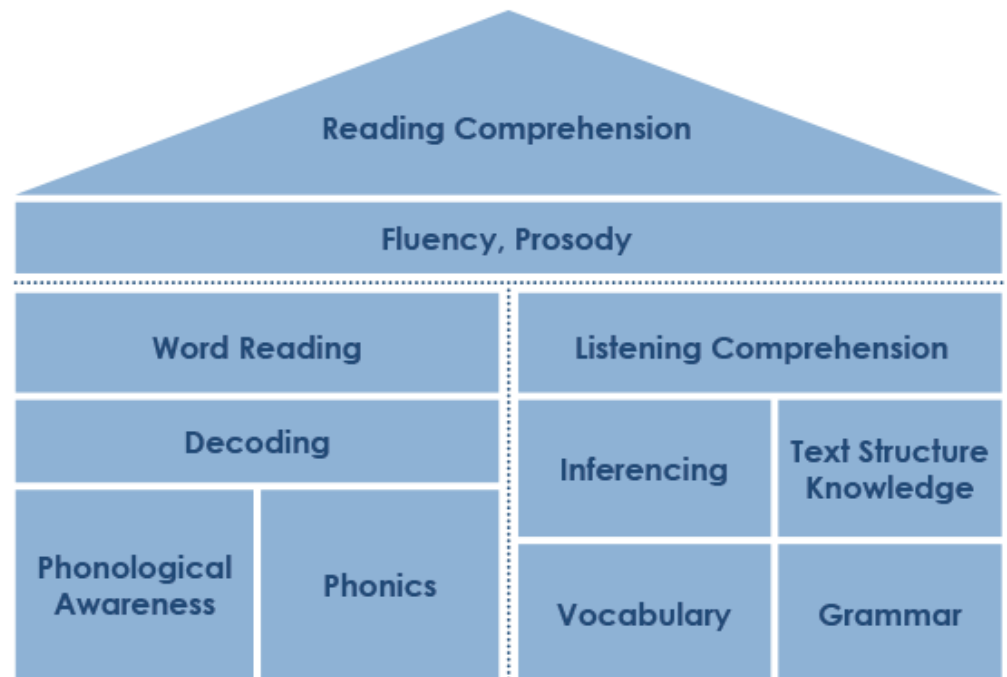 Reading Comprehension
Fluency, Prosody
Word Reading
Decoding
Phonological
Awareness
Phonics
Listening Comprehension
Inferencing
Text Structure
Knowledge
Vocabulary
Grammar